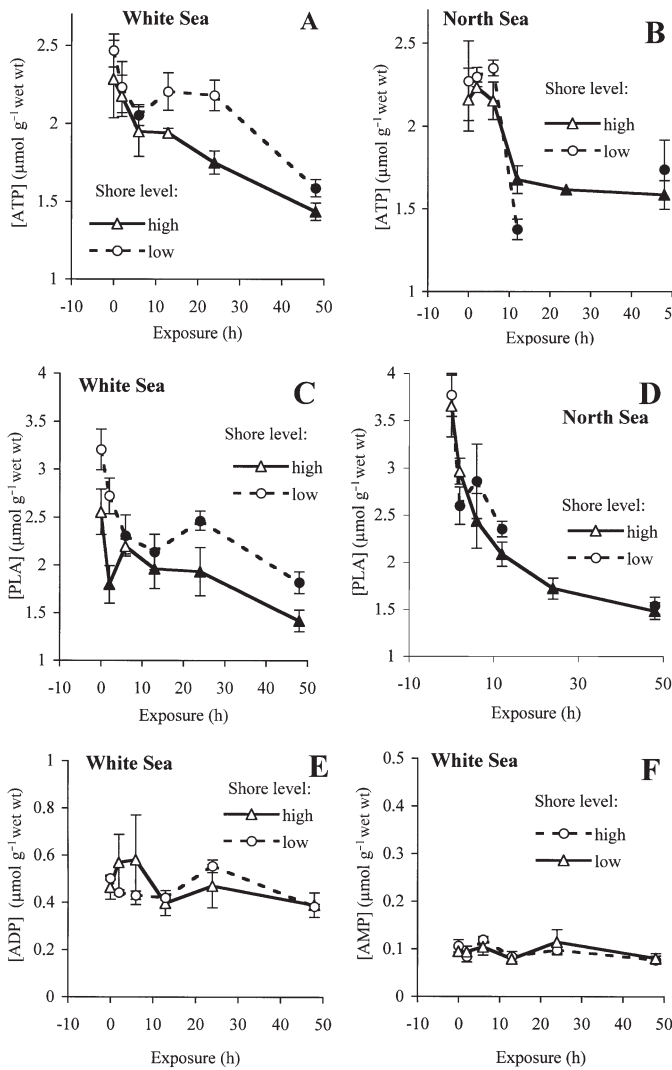 White Sea
A
[ATP] (μmol g⁻¹ wet wt)
2.5
2
1.5
1
Shore level:
high
low
-10 0 10 20 30 40 50
Exposure (h)
North Sea
B
[ATP] (μmol g⁻¹ wet wt)
2.5
2
1.5
1
Shore level:
high
low
-10 0 10 20 30 40 50
Exposure (h)
White Sea
C
[PLA] (μmol g⁻¹ wet wt)
4
3.5
3
2.5
2
1.5
1
Shore level:
high
low
-10 0 10 20 30 40 50
Exposure (h)
D
North Sea
[PLA] (μmol g⁻¹ wet wt)
4
3.5
3
2.5
2
1.5
1
Shore level:
high
low
-10 0 10 20 30 40 50
Exposure (h)
White Sea
E
[ADP] (μmol g⁻¹ wet wt)
1
0.8
0.6
0.4
0.2
0
Shore level:
high
low
-10 0 10 20 30 40 50
Exposure (h)
White Sea
F
[AMP] (μmol g⁻¹ wet wt)
0.5
0.4
0.3
0.2
0.1
0
Shore level:
high
low
-10 0 10 20 30 40 50
Exposure (h)